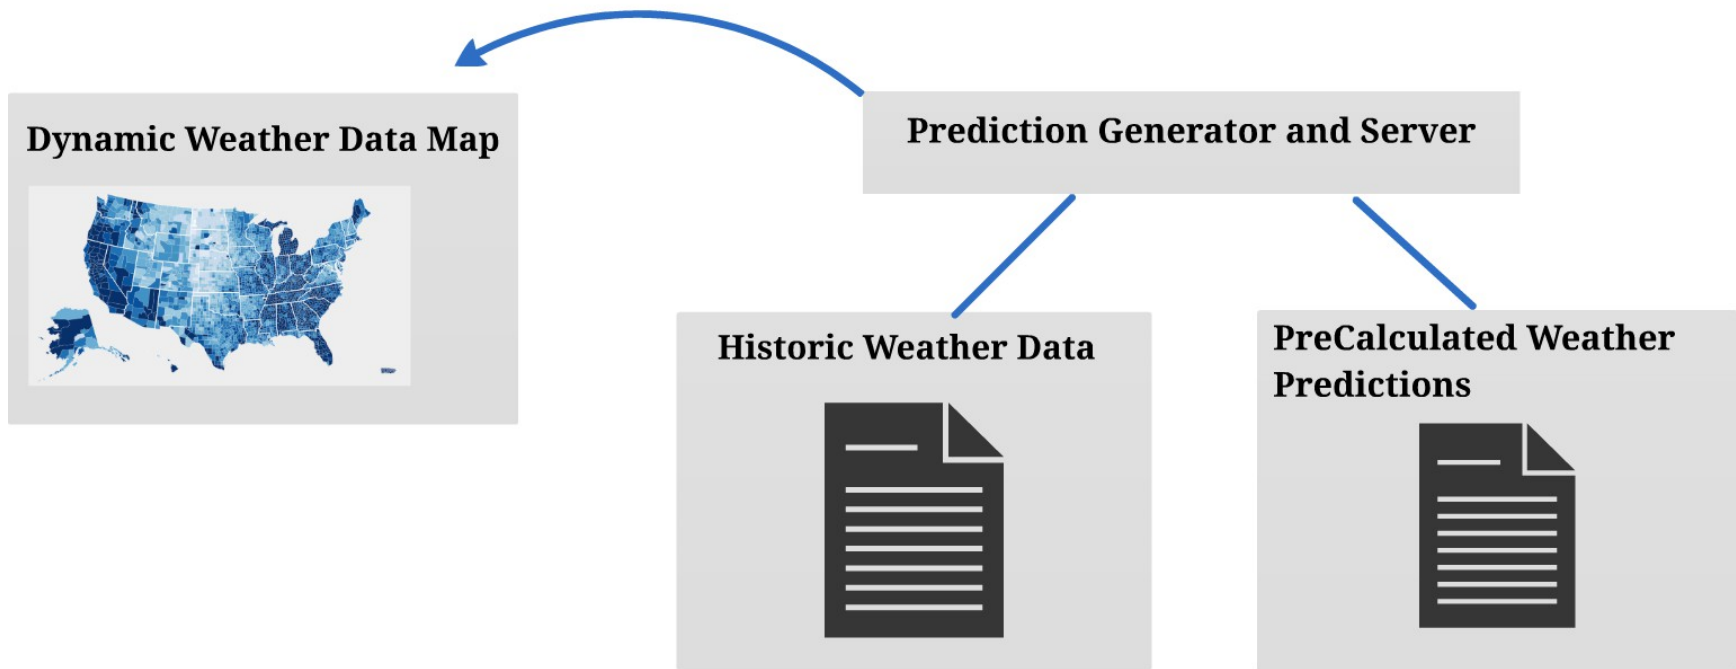 Dynamic Weather Data Map
Prediction Generator and Server
Historic Weather Data
PreCalculated Weather
Predictions